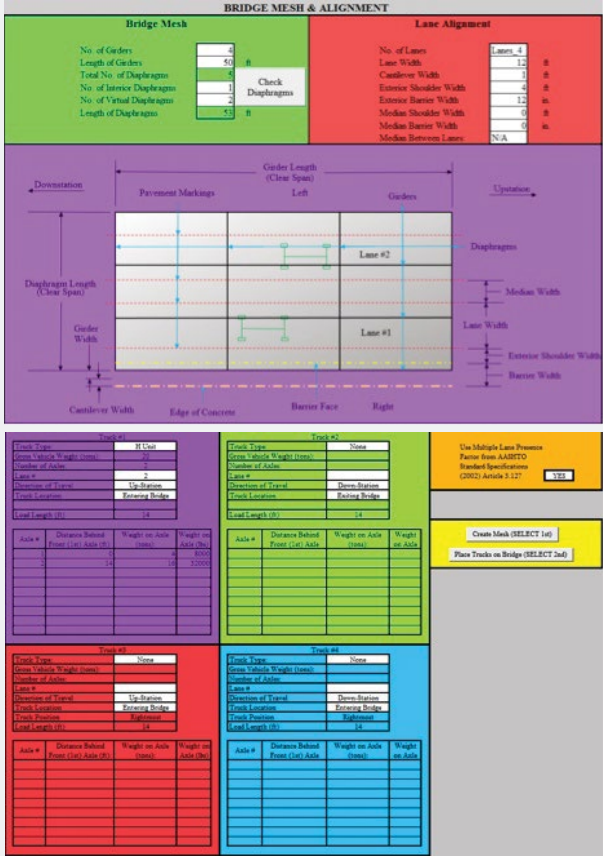 BRIDGE MESH & ALIGNMENT
Bridge Mesh
No. of Girders 4
Length of Girders 50 ft
Total No. of Diaphragms 5
No. of Interior Diaphragms 1
No. of Virtual Diaphragms 2
Length of Diaphragms 53 ft
Check
Diaphragms
Lane Alignment
No. of Lanes Lanes_4
Lane Width 12 ft
Cantilever Width 1 ft
Exterior Shoulder Width 4 ft
Exterior Barrier Width 12 in.
Median Shoulder Width 0 ft
Median Barrier Width 0 in.
Median Between Lanes: N/A
Girder Length
(Clear Span)
Downstation
Pavement Markings
Left
Girders
Upstation
Lane #2
Diaphragms
Diaphragm Length
(Clear Span)
Median Width
Girder
Width
Lane #1
Lane Width
Exterior Shoulder Width
Barrier Width
Cantilever Width
Edge of Concrete
Barrier Face
Right
Truck #1
Truck Type: H Unit
Gross Vehicle Weight (tons):
Number of Axles: 2
Lane # 2
Direction of Travel Up-Station
Truck Location Entering Bridge
Load Length (ft) 14
Axle # Distance Behind Front (1st) Axle (ft) Weight on Axle (tons): Weight on Axle (lbs)
0 4 8000
2 14 16 32000
Truck #2
Truck Type None
Gross Vehicle Weight (tons):
Number of Axles
Lane #
Direction of Travel Down-Station
Truck Location Exiting Bridge
Load Length (ft) 14
Axle # Distance Behind Front (1st) Axle Weight on Axle (tons): Weight on Axle
Use Multiple Lane Presence
Factor from AASHTO
Standard Specifications
(2002) Article 3.12? YES
Create Mesh (SELECT 1st)
Place Trucks on Bridge (SELECT 2nd)
Truck #3
Truck Type: None
Gross Vehicle Weight (tons):
Number of Axles:
Lane #
Direction of Travel Up-Station
Truck Location Entering Bridge
Truck Position Rightmost
Load Length (ft) 14
Axle # Distance Behind Front (1st) Axle (ft) Weight on Axle (tons): Weight on Axle (lbs)
Truck #4
Truck Type None
Gross Vehicle Weight (tons):
Number of Axles:
Lane #
Direction of Travel Down-Station
Truck Location Entering Bridge
Truck Position Rightmost
Load Length (ft) 14
Axle # Distance Behind Front (1st) Axle Weight on Axle (tons): Weight on Axle